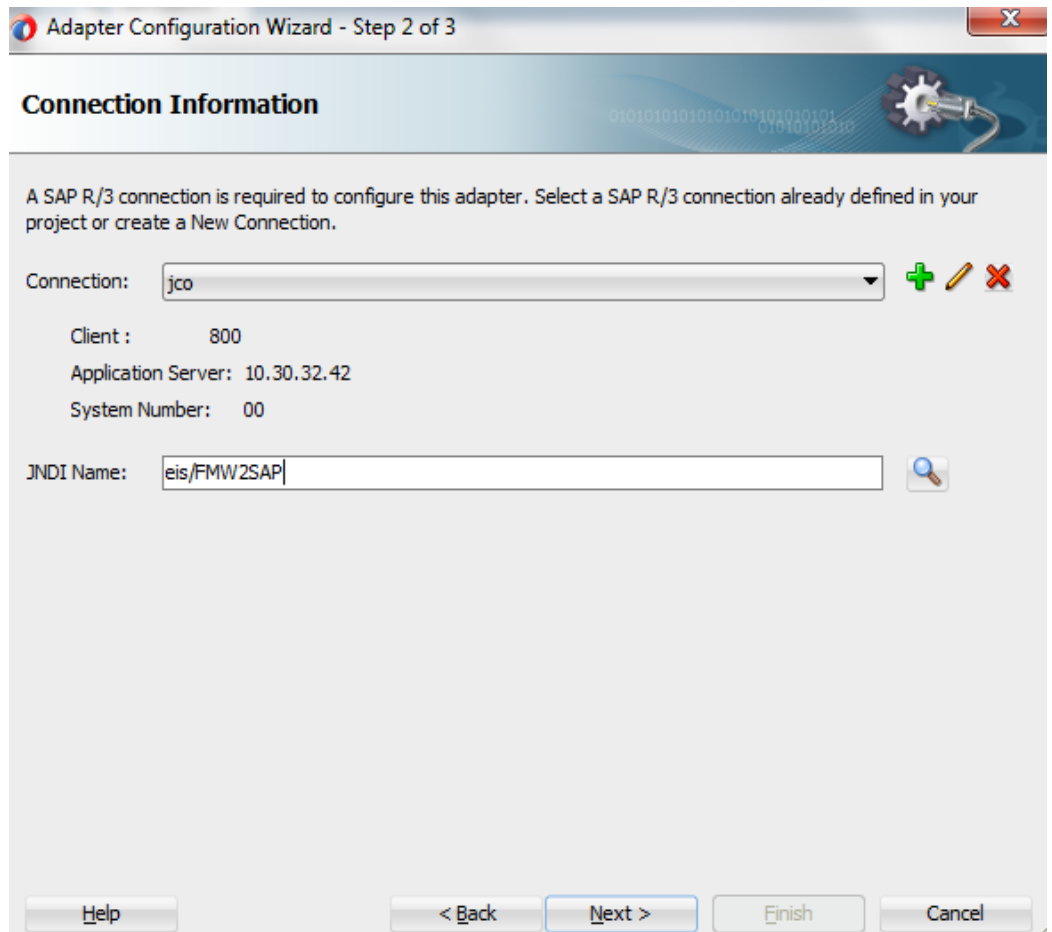 Adapter Configuration Wizard - Step 2 of 3
Connection Information
0101010101010101010101010101
01010101010
A SAP R/3 connection is required to configure this adapter. Select a SAP R/3 connection already defined in your
project or create a New Connection.
Connection: jco
Client : 800
Application Server: 10.30.32.42
System Number: 00
JNDI Name: eis/FMW2SAP
Help < Back Next > Finish Cancel